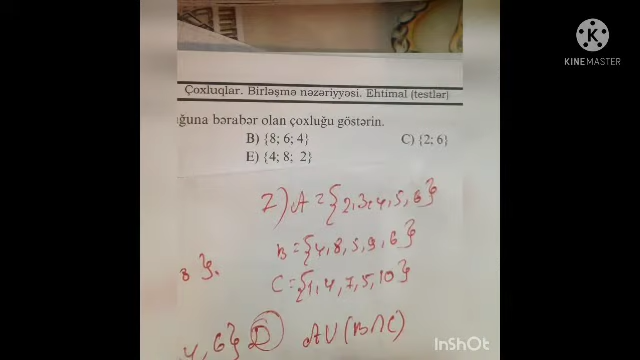 KINEMASTER
Çoxluqlar. Birləşmə nəzəriyyəsi. Ehtimal (testlər)
ğuna bərabər olan çoxluğu göstərin.
B) {8; 6; 4}
C) {2; 6}
E) {4; 8; 2}
7) A = {2,3,4,5,6}
B = {4,8,5,9,6}
8}.
C = {1,4,7,5,10}
4,6} D A∪(B∩C)
InShOt